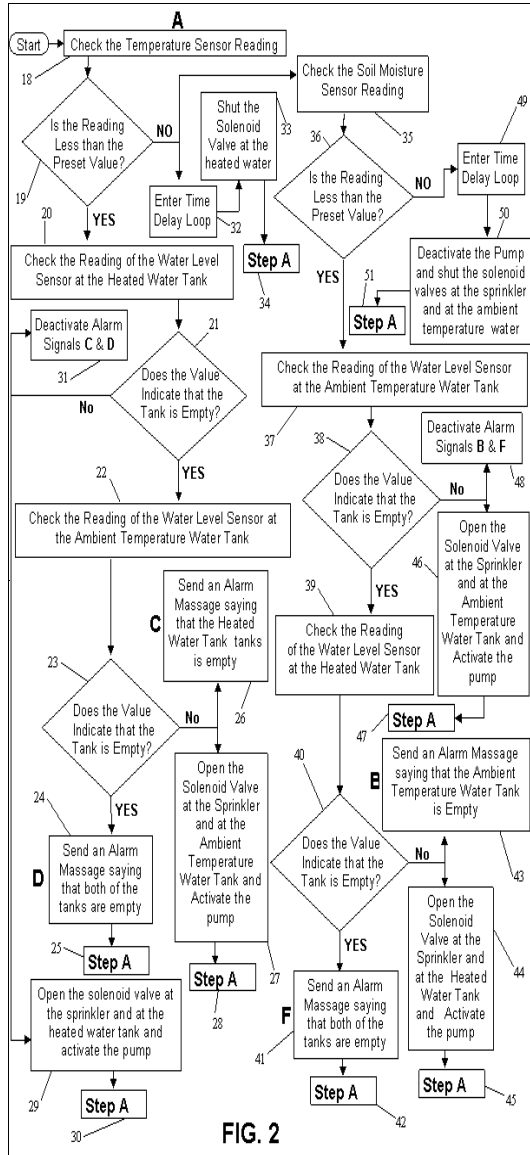 A
Start
Check the Temperature Sensor Reading
18
Is the Reading
Less than the
Preset Value?
19
NO
YES
Shut the
Solenoid
Valve at the
heated water
33
Enter Time
Delay Loop
32
Step A
34
Check the Soil Moisture
Sensor Reading
35
36
Is the Reading
Less than the
Preset Value?
NO
YES
49
Enter Time
Delay Loop
50
Deactivate the Pump
and shut the solenoid
valves at the sprinkler
and at the ambient
temperature water
51
Step A
20
Check the Reading of the Water Level
Sensor at the Heated Water Tank
Deactivate Alarm
Signals C & D
31
21
Does the Value
Indicate that the
Tank is Empty?
No
YES
22
Check the Reading of the Water Level Sensor at
the Ambient Temperature Water Tank
23
Does the Value
Indicate that the
Tank is Empty?
No
YES
C
Send an Alarm
Massage saying
that the Heated
Water Tank tanks
is empty
26
Open the
Solenoid Valve
at the Sprinkler
and at the
Ambient
Temperature
Water Tank and
Activate the
pump
27
Step A
28
24
D
Send an Alarm
Massage saying
that both of the
tanks are empty
25
Step A
Open the solenoid valve at
the sprinkler and at the
heated water tank and
activate the pump
29
Step A
30
Check the Reading of the Water Level Sensor
at the Ambient Temperature Water Tank
37
38
Does the Value
Indicate that the
Tank is Empty?
No
YES
Deactivate Alarm
Signals B & F
48
Open the
Solenoid Valve
at the Sprinkler
and at the
Ambient
Temperature
Water Tank and
Activate the
pump
46
Step A
47
39
Check the Reading
of the Water Level Sensor
at the Heated Water Tank
40
Does the Value
Indicate that the
Tank is Empty?
No
YES
B
Send an Alarm Massage
saying that the Ambient
Temperature Water Tank
is Empty
43
Open the
Solenoid
Valve at the
Sprinkler and
at the Heated
Water Tank
and Activate
the pump
44
Step A
45
F
Send an Alarm
Massage saying
that both of the
tanks are empty
41
Step A
42
FIG. 2